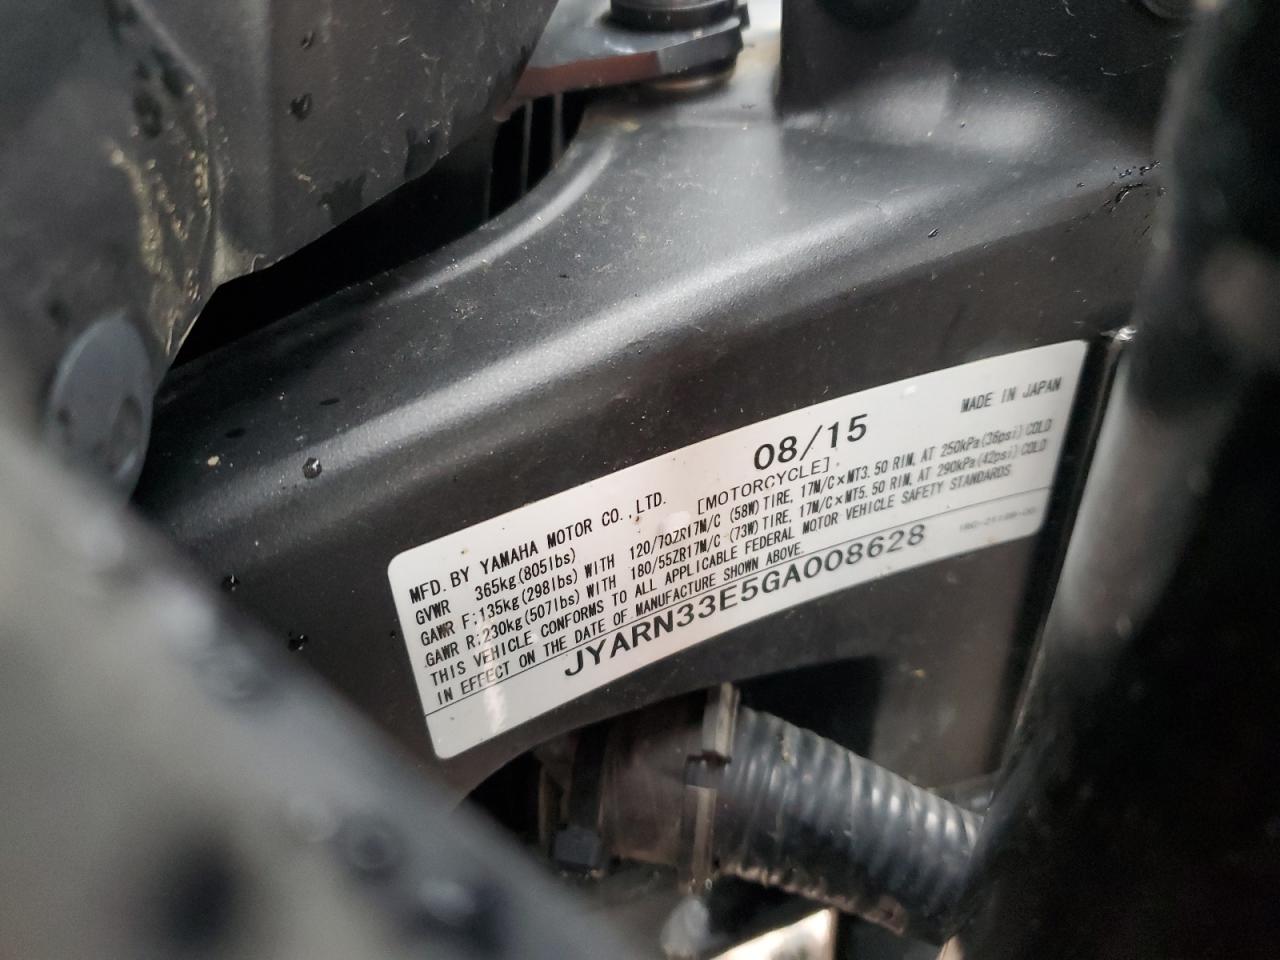 08/15
MADE IN JAPAN
MFD. BY YAMAHA MOTOR CO.,LTD. [MOTORCYCLE]
GVWR 365kg(805lbs)
GAWR F:135kg(298lbs) WITH 120/70ZR17M/C (58W) TIRE, 17M/C×MT3.50 RIM, AT 250kPa(36psi)COLD
GAWR R:230kg(507lbs) WITH 180/55ZR17M/C (73W) TIRE, 17M/C×MT5.50 RIM, AT 290kPa(42psi)COLD
THIS VEHICLE CONFORMS TO ALL APPLICABLE FEDERAL MOTOR VEHICLE SAFETY STANDARDS
IN EFFECT ON THE DATE OF MANUFACTURE SHOWN ABOVE.
JYARN33E5GA008628